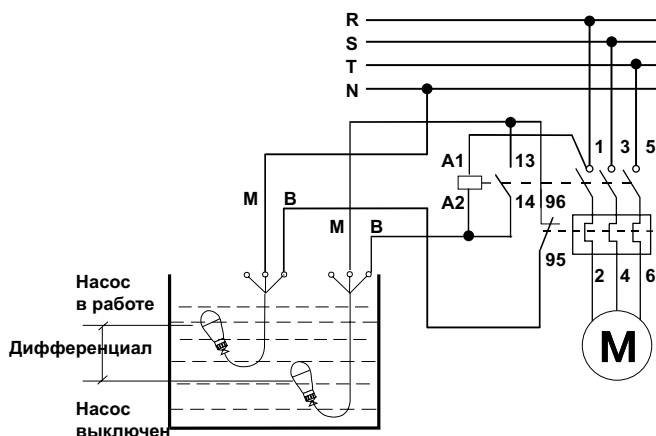 R
S
T
N
1 3 5
A1 13
A2 14 96
M B M B
95
2 4 6
Насос
в работе
Дифференциал
Насос
выключен
M